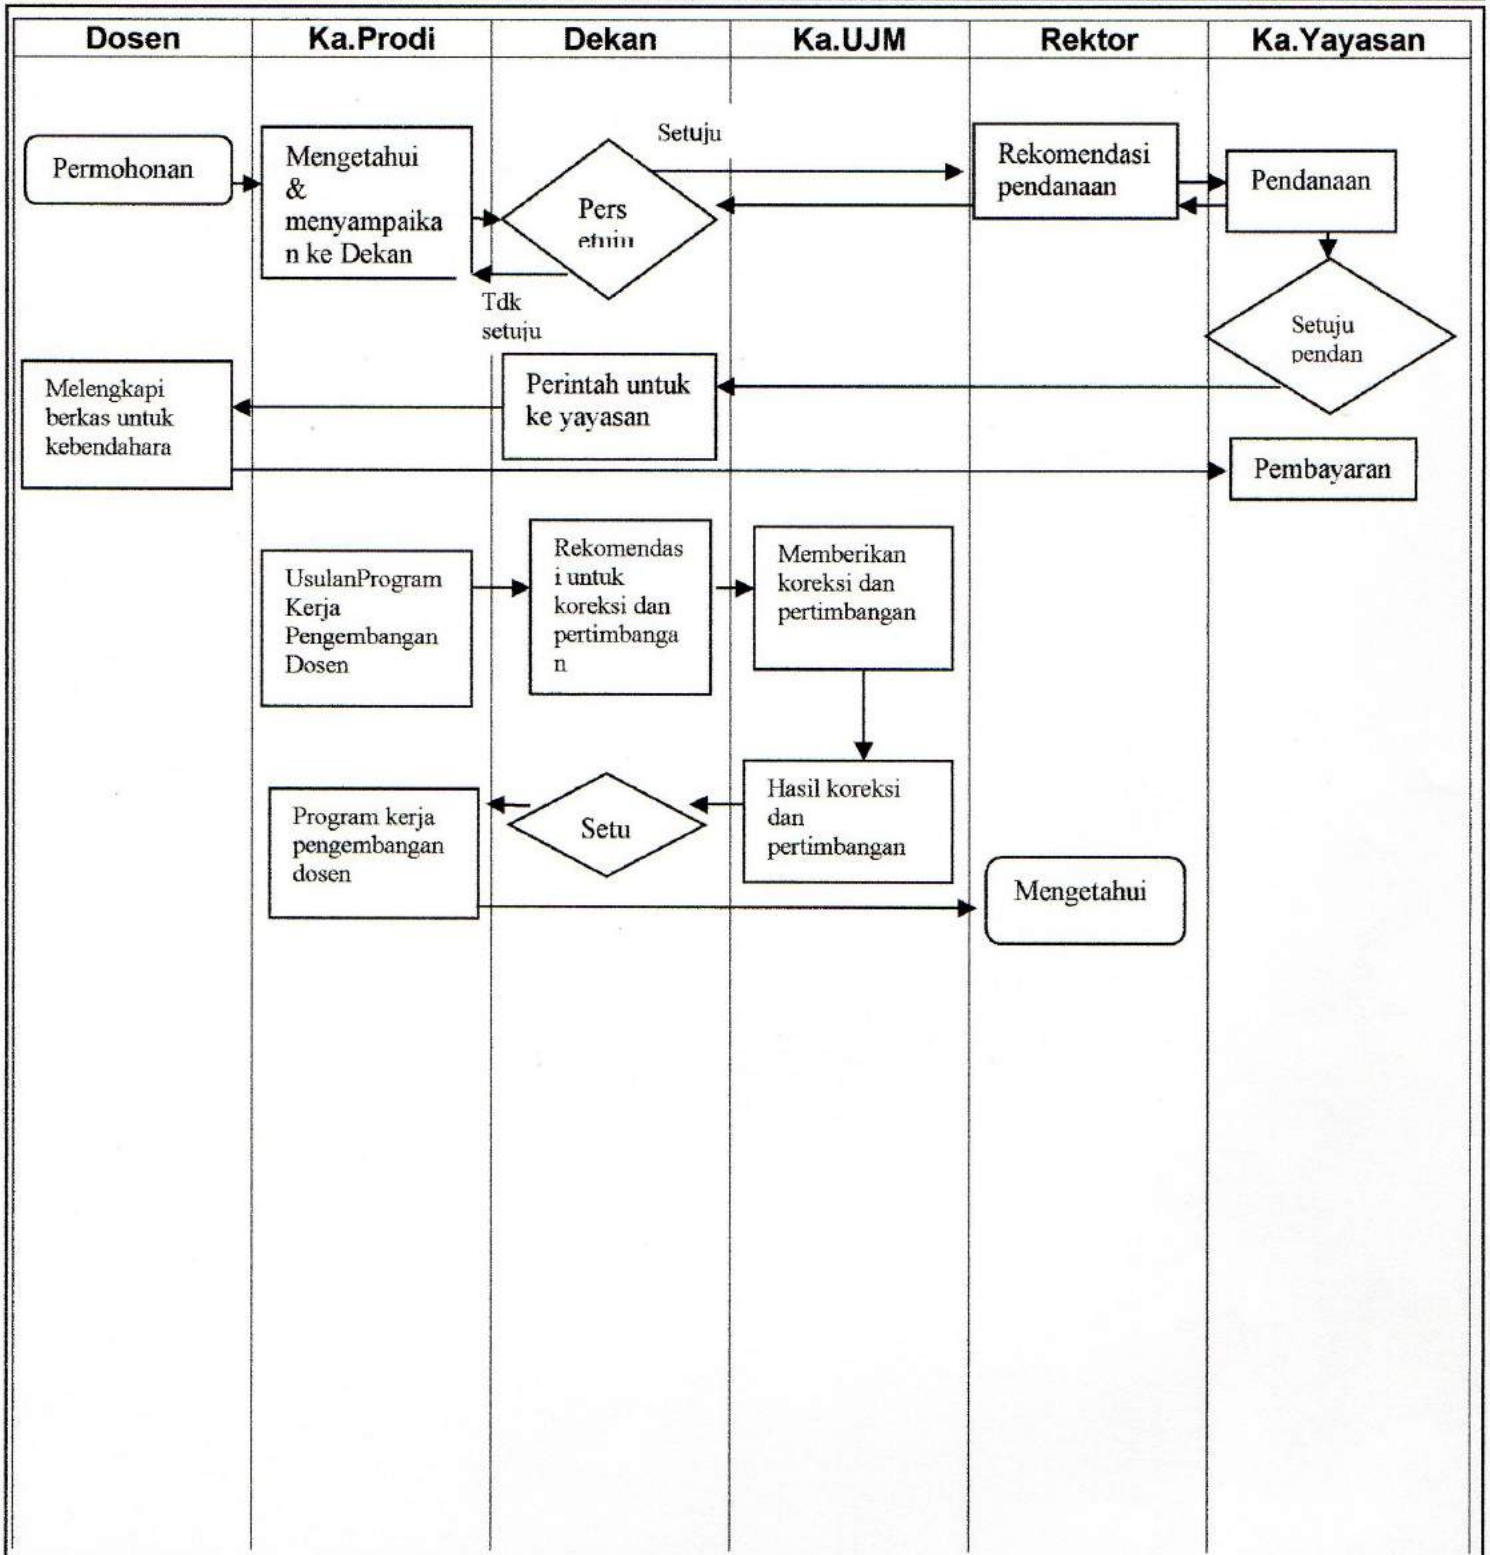 Dosen Ka.Prodi Dekan Ka.UJM Rektor Ka.Yayasan
Permohonan
Mengetahui
&
menyampaika
n ke Dekan
Pers
etuju
Setuju
Tdk
setuju
Rekomendasi
pendanaan
Pendanaan
Setuju
pendan
Perintah untuk
ke yayasan
Melengkapi
berkas untuk
kebendahara
Pembayaran
UsulanProgram
Kerja
Pengembangan
Dosen
Rekomendas
i untuk
koreksi dan
pertimbanga
n
Memberikan
koreksi dan
pertimbangan
Hasil koreksi
dan
pertimbangan
Setu
Program kerja
pengembangan
dosen
Mengetahui